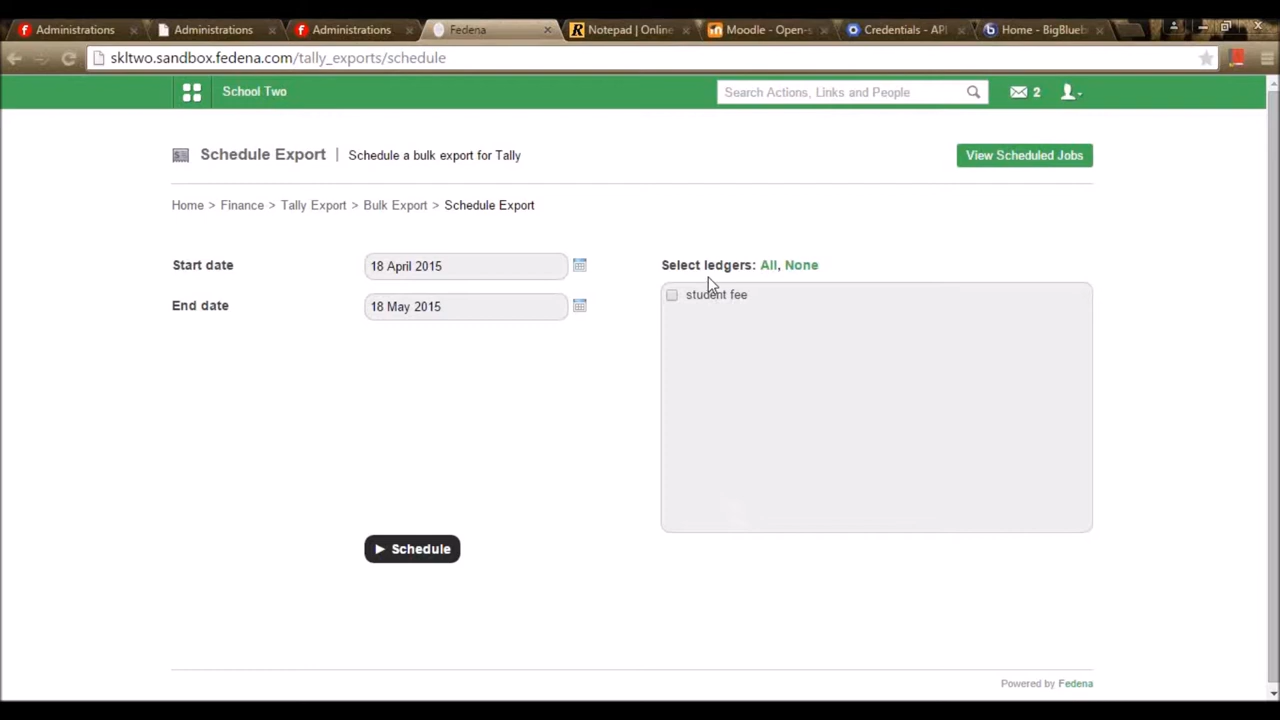 Administrations
Administrations
Administrations
Fedena
Notepad | Online
Moodle - Open-s
Credentials - API
Home - BigBlueb
skltwo.sandbox.fedena.com/tally_exports/schedule
School Two
Search Actions, Links and People
2
Schedule Export | Schedule a bulk export for Tally
View Scheduled Jobs
Home > Finance > Tally Export > Bulk Export > Schedule Export
Start date
18 April 2015
Select ledgers: All, None
student fee
End date
18 May 2015
Schedule
Powered by Fedena